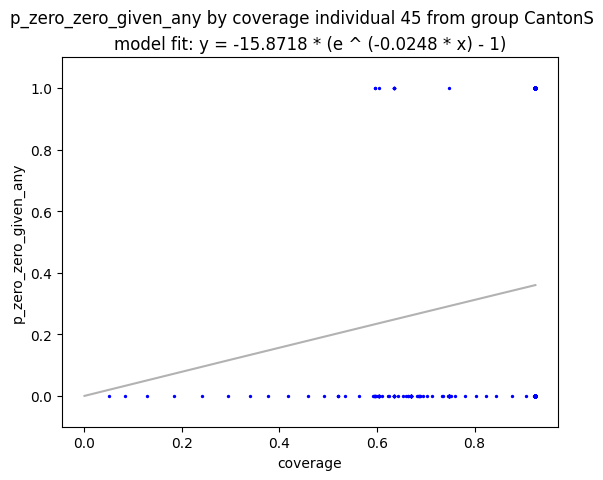 p_zero_zero_given_any by coverage individual 45 from group CantonS
model fit: y = -15.8718 * (e ^ (-0.0248 * x) - 1)
p_zero_zero_given_any
1.0
0.8
0.6
0.4
0.2
0.0
0.0 0.2 0.4 0.6 0.8
coverage